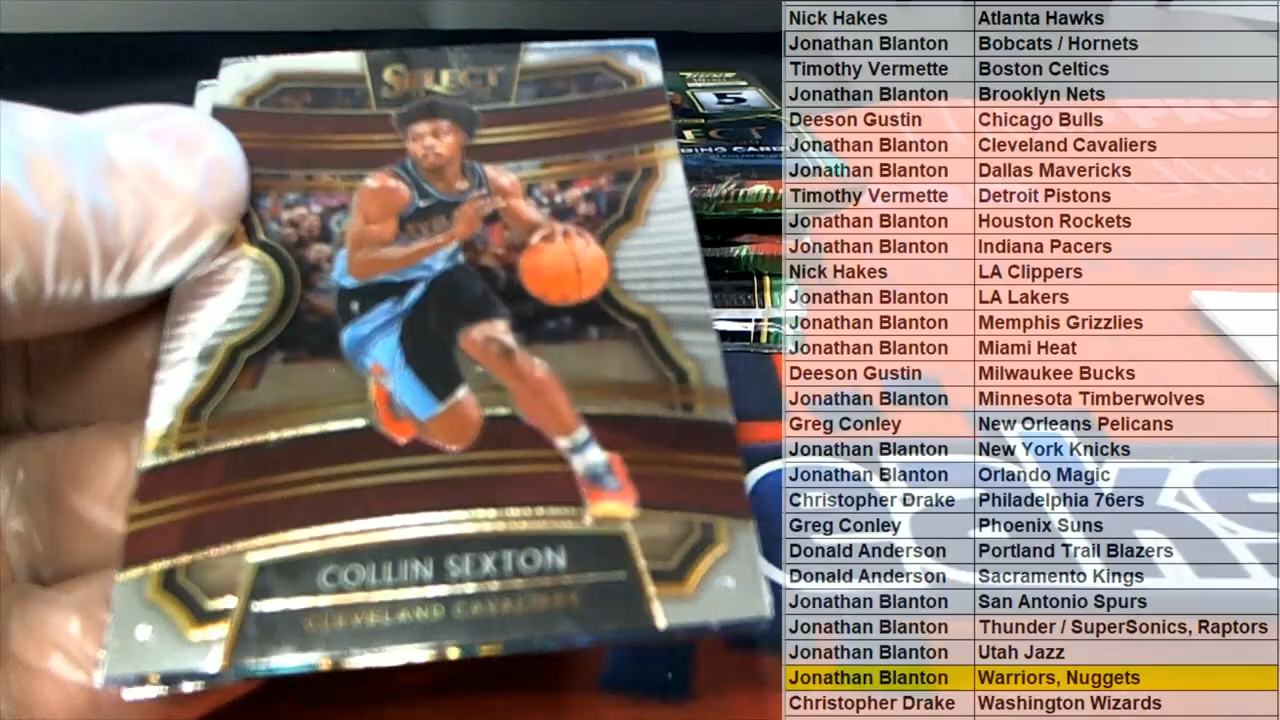 SELECT
COLLIN SEXTON
CLEVELAND CAVALIERS
5
Nick Hakes Atlanta Hawks
Jonathan Blanton Bobcats / Hornets
Timothy Vermette Boston Celtics
Jonathan Blanton Brooklyn Nets
Deeson Gustin Chicago Bulls
Jonathan Blanton Cleveland Cavaliers
Jonathan Blanton Dallas Mavericks
Timothy Vermette Detroit Pistons
Jonathan Blanton Houston Rockets
Jonathan Blanton Indiana Pacers
Nick Hakes LA Clippers
Jonathan Blanton LA Lakers
Jonathan Blanton Memphis Grizzlies
Jonathan Blanton Miami Heat
Deeson Gustin Milwaukee Bucks
Jonathan Blanton Minnesota Timberwolves
Greg Conley New Orleans Pelicans
Jonathan Blanton New York Knicks
Jonathan Blanton Orlando Magic
Christopher Drake Philadelphia 76ers
Greg Conley Phoenix Suns
Donald Anderson Portland Trail Blazers
Donald Anderson Sacramento Kings
Jonathan Blanton San Antonio Spurs
Jonathan Blanton Thunder / SuperSonics, Raptors
Jonathan Blanton Utah Jazz
Jonathan Blanton Warriors, Nuggets
Christopher Drake Washington Wizards